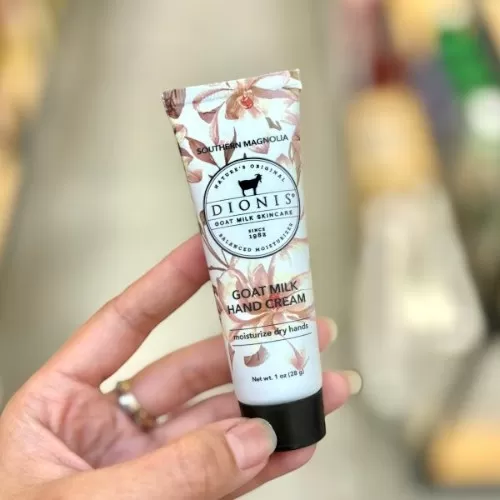 SOUTHERN MAGNOLIA
NATURE'S ORIGINAL
DIONIS®
GOAT MILK SKINCARE
SINCE
1982
BALANCED MOISTURIZER
GOAT MILK
HAND CREAM
moisturize dry hands
Net wt. 1 oz (28 g)